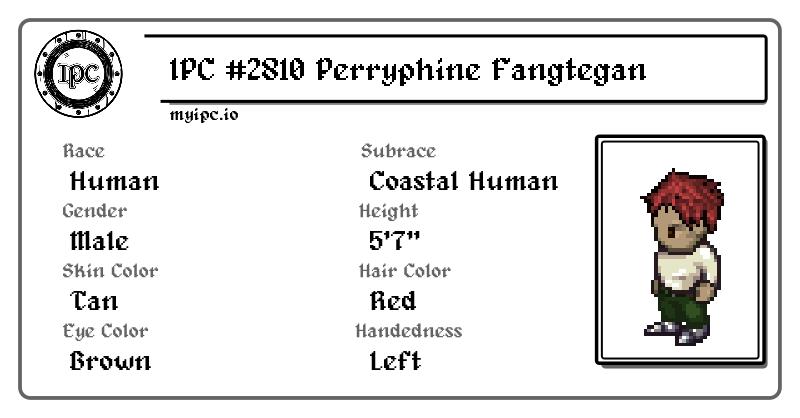 IPC
IPC #2810 Perryphine Fangtegan
myipc.io
Race
Human
Subrace
Coastal Human
Gender
Male
Height
5'7"
Skin Color
Tan
Hair Color
Red
Eye Color
Brown
Handedness
Left